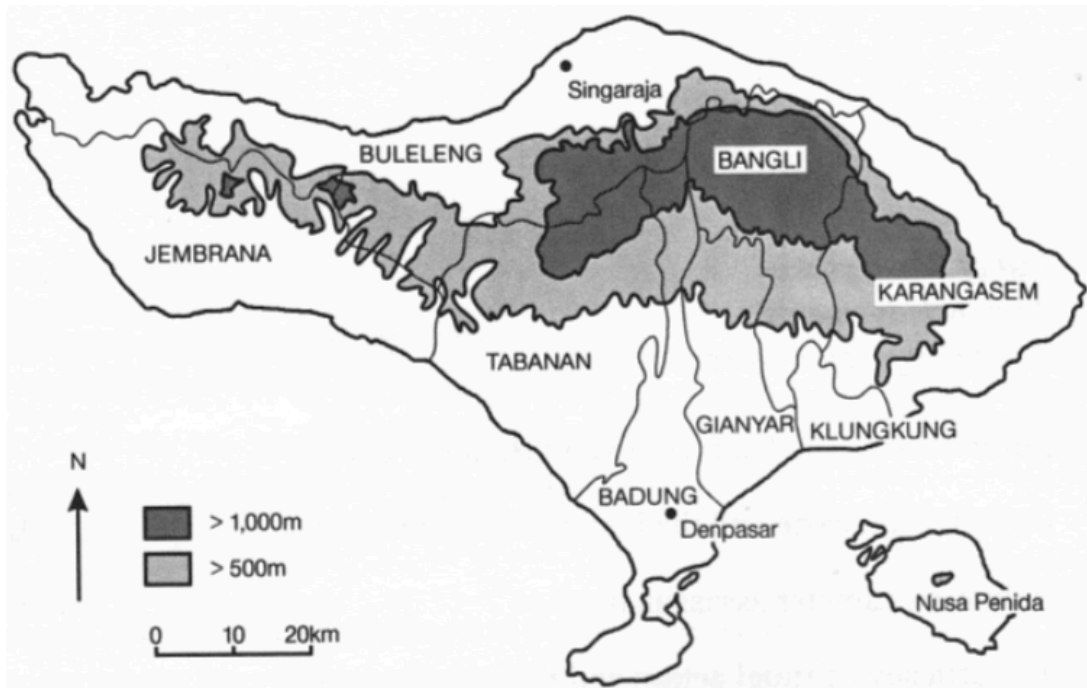 Singaraja
BULELENG
BANGLI
JEMBRANA
KARANGASEM
TABANAN
GIANYAR
KLUNGKUNG
N
BADUNG
> 1,000m
Denpasar
> 500m
Nusa Penida
0 10 20km